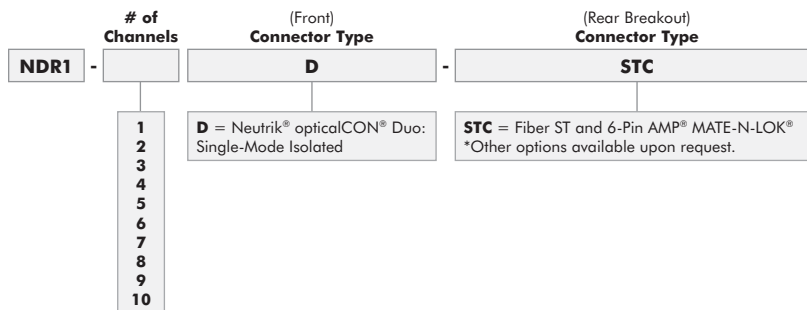 # of
Channels
(Front)
Connector Type
(Rear Breakout)
Connector Type
NDR1 -
D
-
STC
1
2
3
4
5
6
7
8
9
10
D = Neutrik® opticalCON® Duo:
Single-Mode Isolated
STC = Fiber ST and 6-Pin AMP® MATE-N-LOK®
*Other options available upon request.